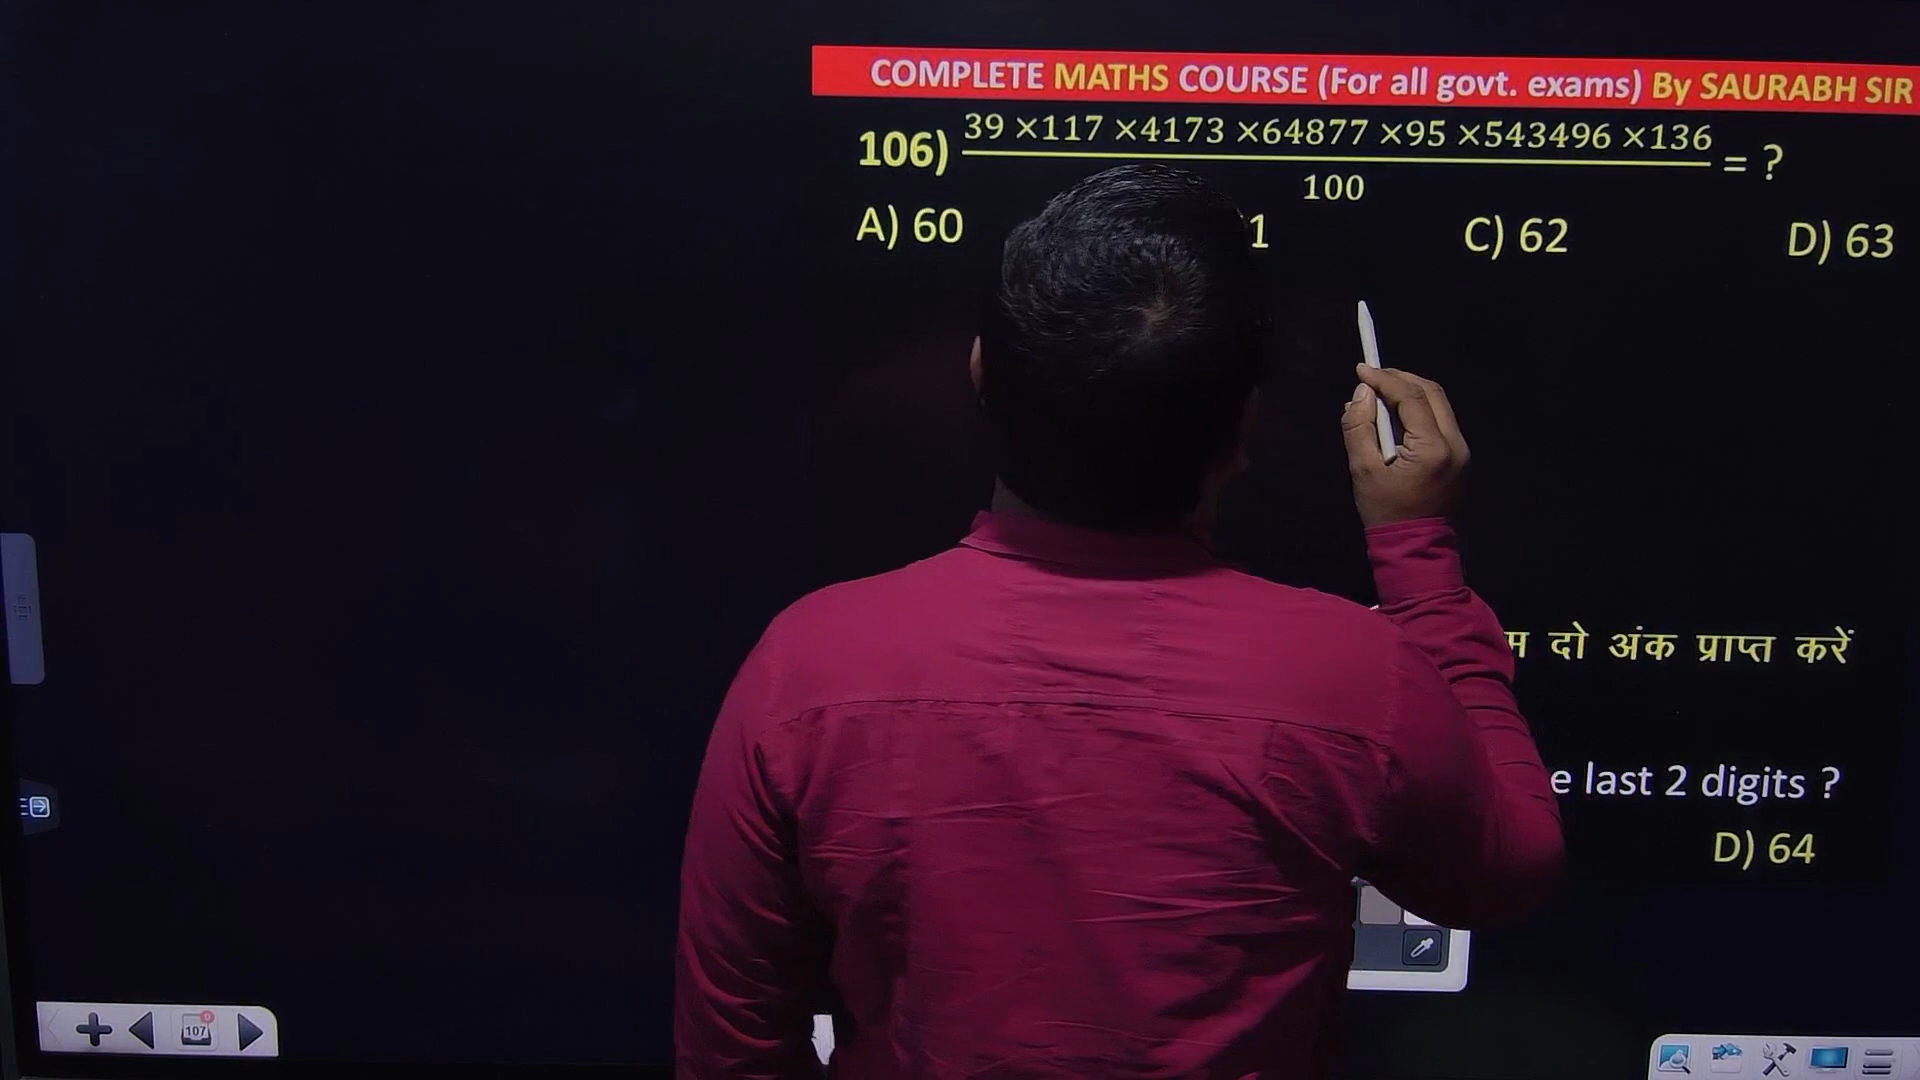 COMPLETE MATHS COURSE (For all govt. exams) By SAURABH SIR
106) 39 ×117 ×4173 ×64877 ×95 ×543496 ×136
100
= ?
A) 60 1 C) 62 D) 63
दो अंक प्राप्त करें
last 2 digits ?
D) 64
107
0